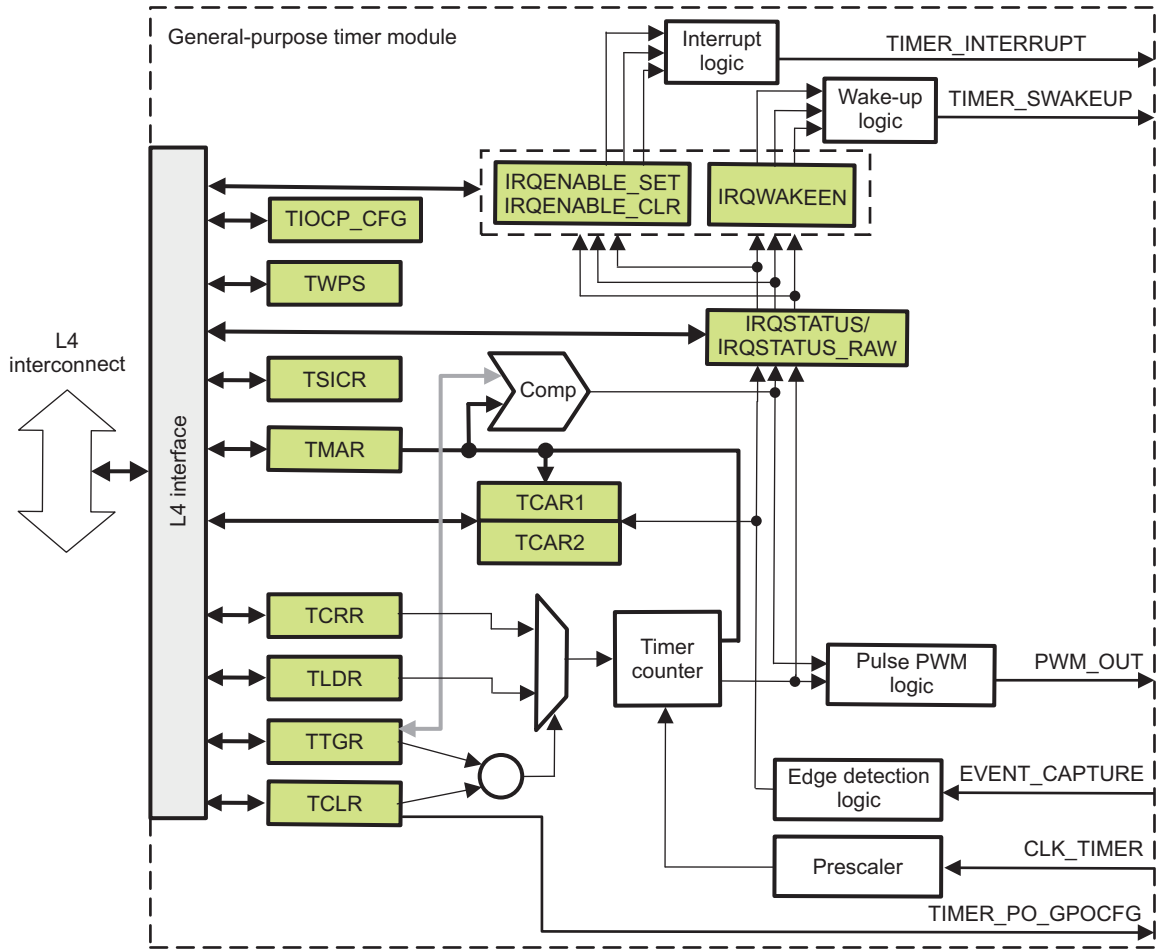 General-purpose timer module
Interrupt
logic
TIMER_INTERRUPT
Wake-up
logic
TIMER_SWAKEUP
IRQENABLE_SET
IRQENABLE_CLR
IRQWAKEEN
TIOCP_CFG
TWPS
IRQSTATUS/
IRQSTATUS_RAW
L4
interconnect
TSICR
Comp
L4 interface
TMAR
TCAR1
TCAR2
TCRR
Timer
counter
TLDR
Pulse PWM
logic
PWM_OUT
TTGR
TCLR
Edge detection
logic
EVENT_CAPTURE
Prescaler
CLK_TIMER
TIMER_PO_GPOCFG